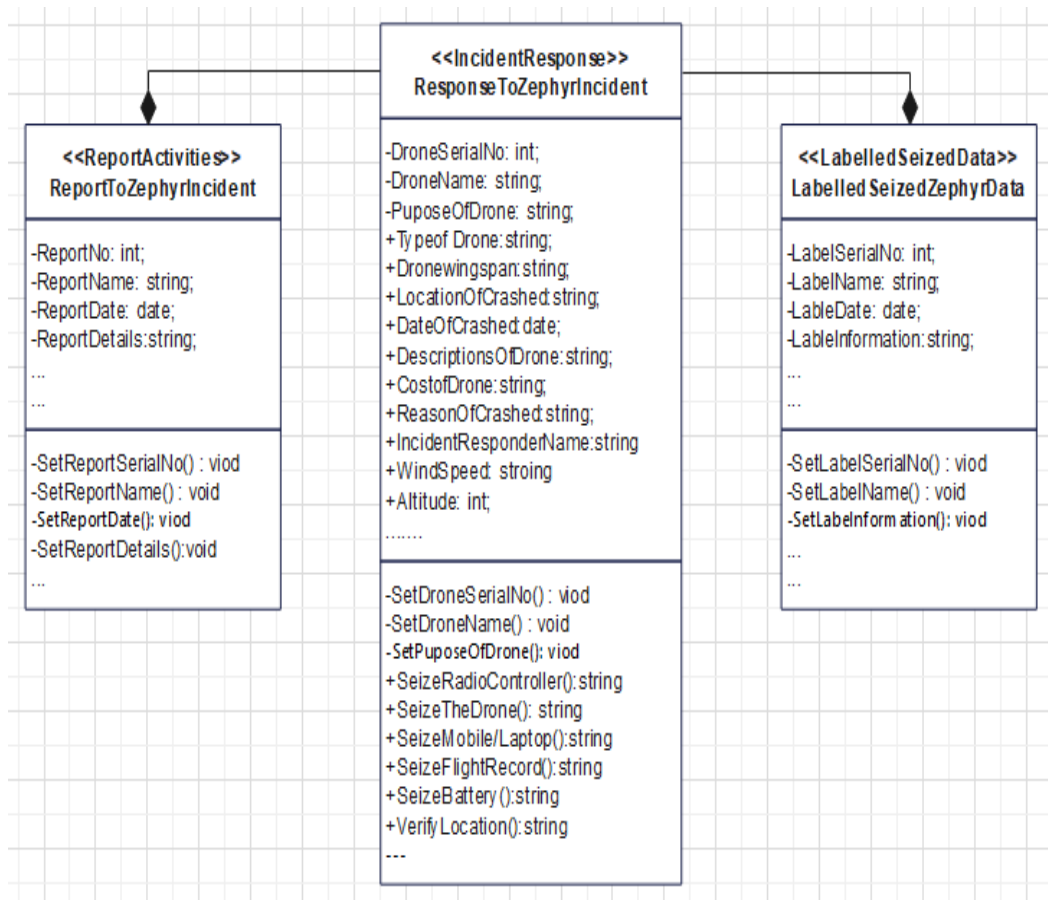 <<IncidentResponse>>
ResponseToZephyrIncident
-DroneSerialNo: int;
-DroneName: string;
-PuposeOfDrone: string;
+Typeof Drone:string;
+Dronewingspan:string;
+LocationOfCrashed:string;
+DateOfCrashed:date;
+DescriptionsOfDrone:string;
+CostofDrone:string;
+ReasonOfCrashed:string;
+IncidentResponderName:string
+WindSpeed: stroing
+Altitude: int;
.......
-SetDroneSerialNo() : viod
-SetDroneName() : void
-SetPuposeOfDrone(): viod
+SeizeRadioController():string
+SeizeTheDrone(): string
+SeizeMobile/Laptop():string
+SeizeFlightRecord():string
+SeizeBattery():string
+VerifyLocation():string
---
<<ReportActivities>>
ReportToZephyrIncident
-ReportNo: int;
-ReportName: string;
-ReportDate: date;
-ReportDetails:string;
...
...
-SetReportSerialNo() : viod
-SetReportName() : void
-SetReportDate(): viod
-SetReportDetails():void
...
<<LabelledSeizedData>>
LabelledSeizedZephyrData
-LabelSerialNo: int;
-LabelName: string;
-LableDate: date;
-LableInformation:string;
...
...
-SetLabelSerialNo() : viod
-SetLabelName() : void
-SetLabelnformation(): viod
...
...